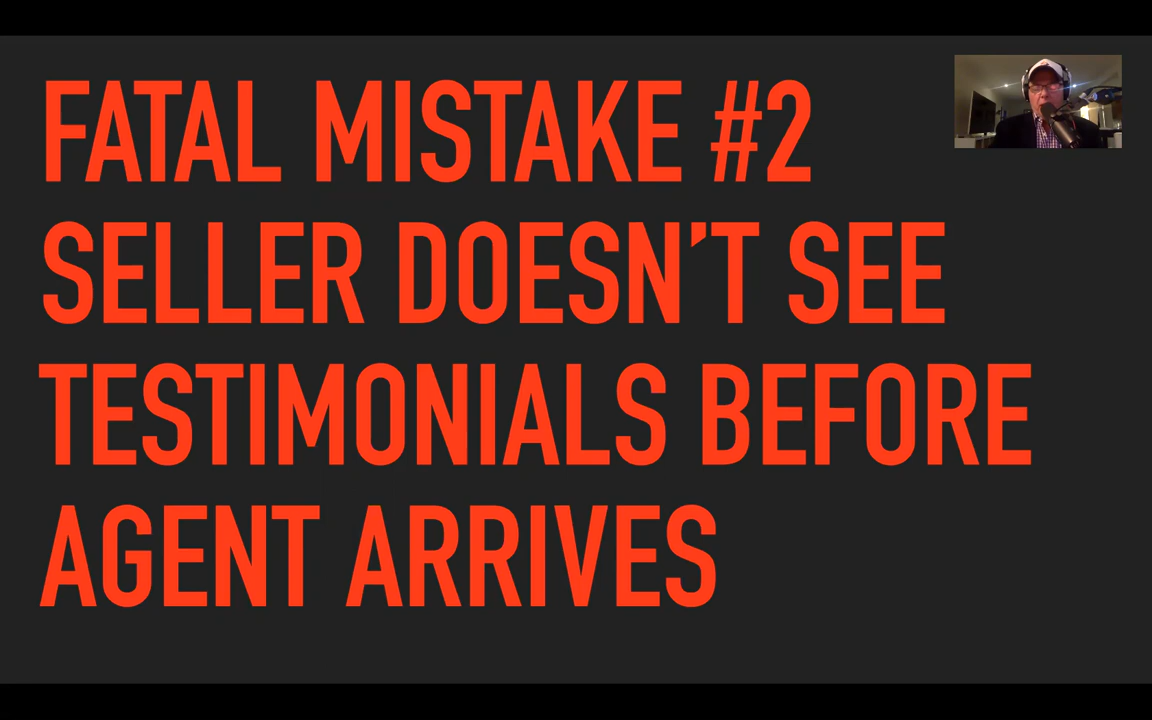 FATAL MISTAKE #2
SELLER DOESN’T SEE
TESTIMONIALS BEFORE
AGENT ARRIVES